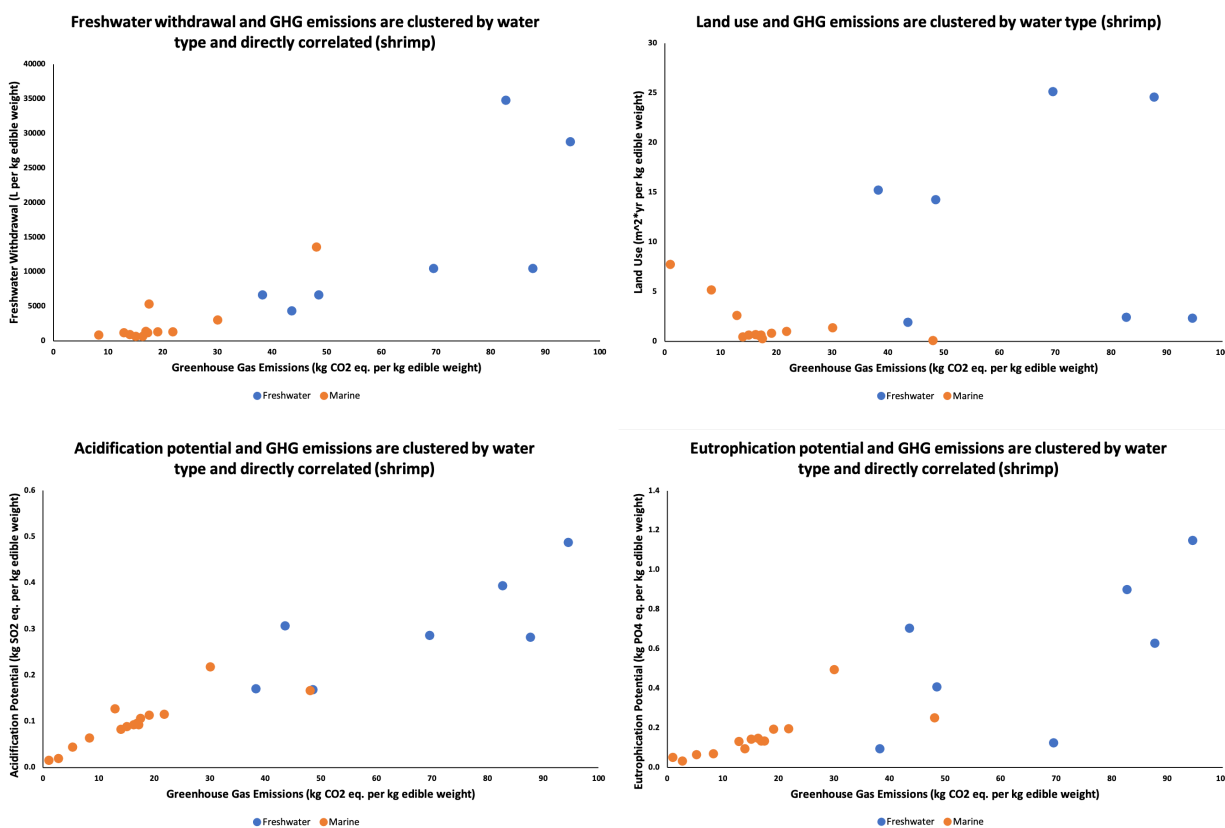 Freshwater withdrawal and GHG emissions are clustered by water
type and directly correlated (shrimp)
40000
35000
30000
25000
20000
15000
10000
5000
0
0 10 20 30 40 50 60 70 80 90 100
Freshwater Withdrawal (L per kg edible weight)
Greenhouse Gas Emissions (kg CO2 eq. per kg edible weight)
Freshwater Marine
Land use and GHG emissions are clustered by water type (shrimp)
30
25
20
15
10
5
0
0 10 20 30 40 50 60 70 80 90 100
Land Use (m^2*yr per kg edible weight)
Greenhouse Gas Emissions (kg CO2 eq. per kg edible weight)
Freshwater Marine
Acidification potential and GHG emissions are clustered by water
type and directly correlated (shrimp)
0.6
0.5
0.4
0.3
0.2
0.1
0.0
0 10 20 30 40 50 60 70 80 90 100
Acidification Potential (kg SO2 eq. per kg edible weight)
Greenhouse Gas Emissions (kg CO2 eq. per kg edible weight)
Freshwater Marine
Eutrophication potential and GHG emissions are clustered by water
type and directly correlated (shrimp)
1.4
1.2
1.0
0.8
0.6
0.4
0.2
0.0
0 10 20 30 40 50 60 70 80 90 100
Eutrophication Potential (kg PO4 eq. per kg edible weight)
Greenhouse Gas Emissions (kg CO2 eq. per kg edible weight)
Freshwater Marine